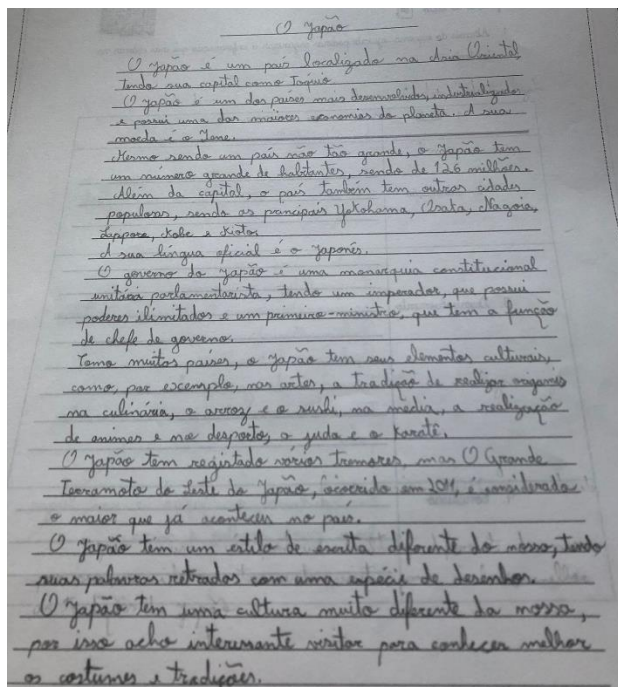 O Japão
O Japão é um país localizado na Ásia Oriental
tendo sua capital como Tóquio
O Japão é um dos países mais desenvolvidos, industrializados
e possui uma das maiores economias do planeta. A sua
moeda é o Iene.
Mesmo sendo um país não tão grande, o Japão tem
um número grande de habitantes, sendo de 126 milhões.
Além da capital, o país também tem outras cidades
populosas, sendo as principais Yokohama, Osaka, Nagoia,
Sapporo, Kobe e Kioto.
A sua língua oficial é o japonês.
O governo do Japão é uma monarquia constitucional
unitária parlamentarista, tendo um imperador, que possui
poderes ilimitados e um primeiro-ministro, que tem a função
de chefe de governo.
Como muitos países, o Japão tem seus elementos culturais,
como, por excemplo, nas artes, a tradição de realizar origamis
na culinária, o arroz e o sushi, na media, a realização
de animes e no desporto, o judo e o Karatê.
O Japão tem registado vários tremores, mas O Grande
Terramoto do Leste do Japão, ocorrido em 2011, é considerado
o maior que já aconteceu no país.
O Japão tem um estilo de escrita diferente do nosso, tendo
suas palavras retradas com uma espécie de desenhos.
O Japão tem uma cultura muito diferente da nossa,
por isso acho interessante visitar para conhecer melhor
os costumes e tradições.